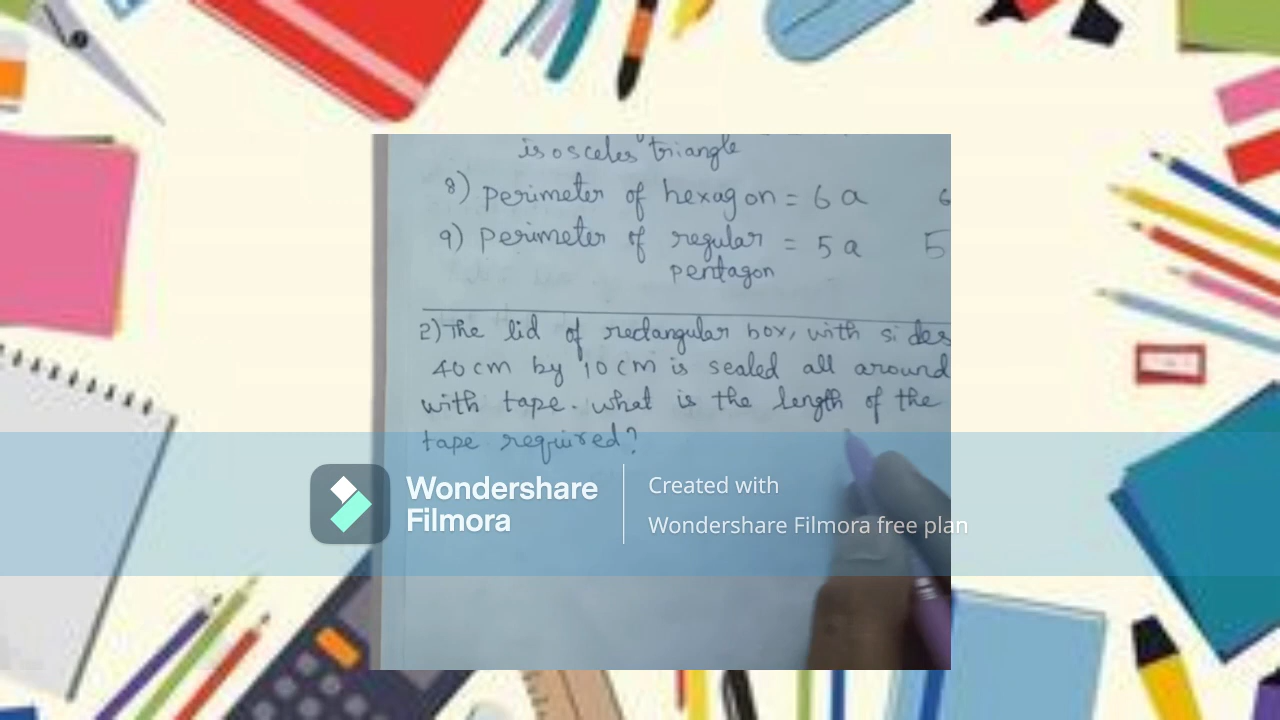 isosceles triangle
8) perimeter of hexagon = 6a 6
9) perimeter of regular = 5a 5
pentagon
2) The lid of rectangular box, with sides
40 cm by 10 cm is sealed all around
with tape. what is the length of the
tape required?
Wondershare
Filmora
Created with
Wondershare Filmora free plan